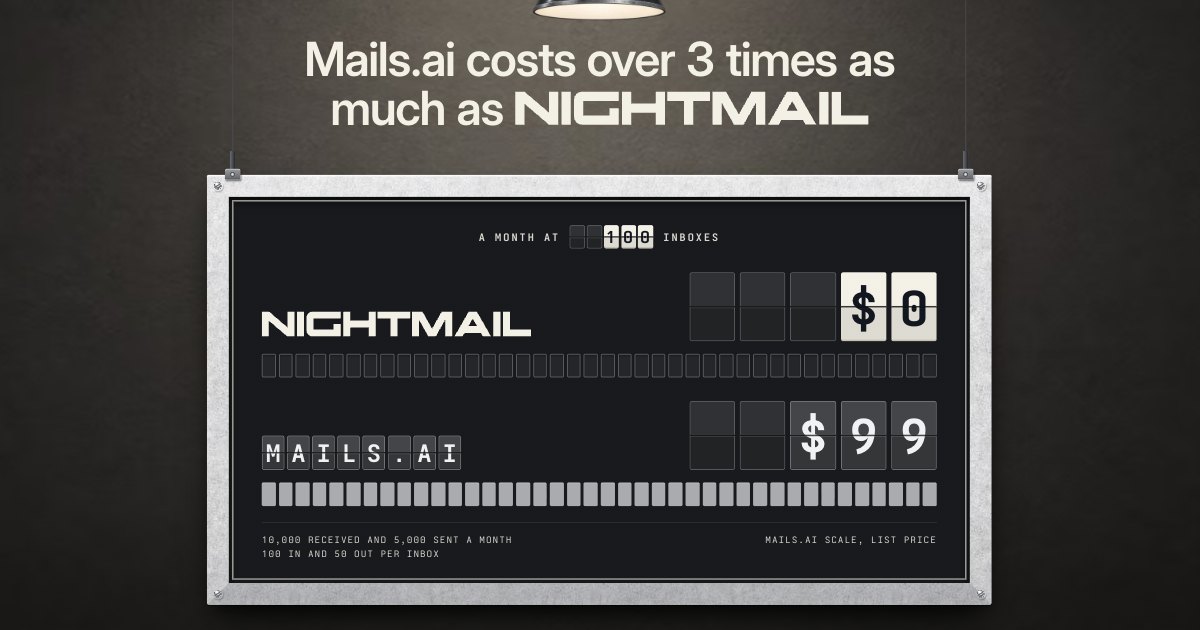 Mails.ai costs over 3 times as
much as NIGHTMAIL
A MONTH AT 100 INBOXES
NIGHTMAIL $0
MAILS.AI $99
10,000 RECEIVED AND 5,000 SENT A MONTH
100 IN AND 50 OUT PER INBOX
MAILS.AI SCALE, LIST PRICE